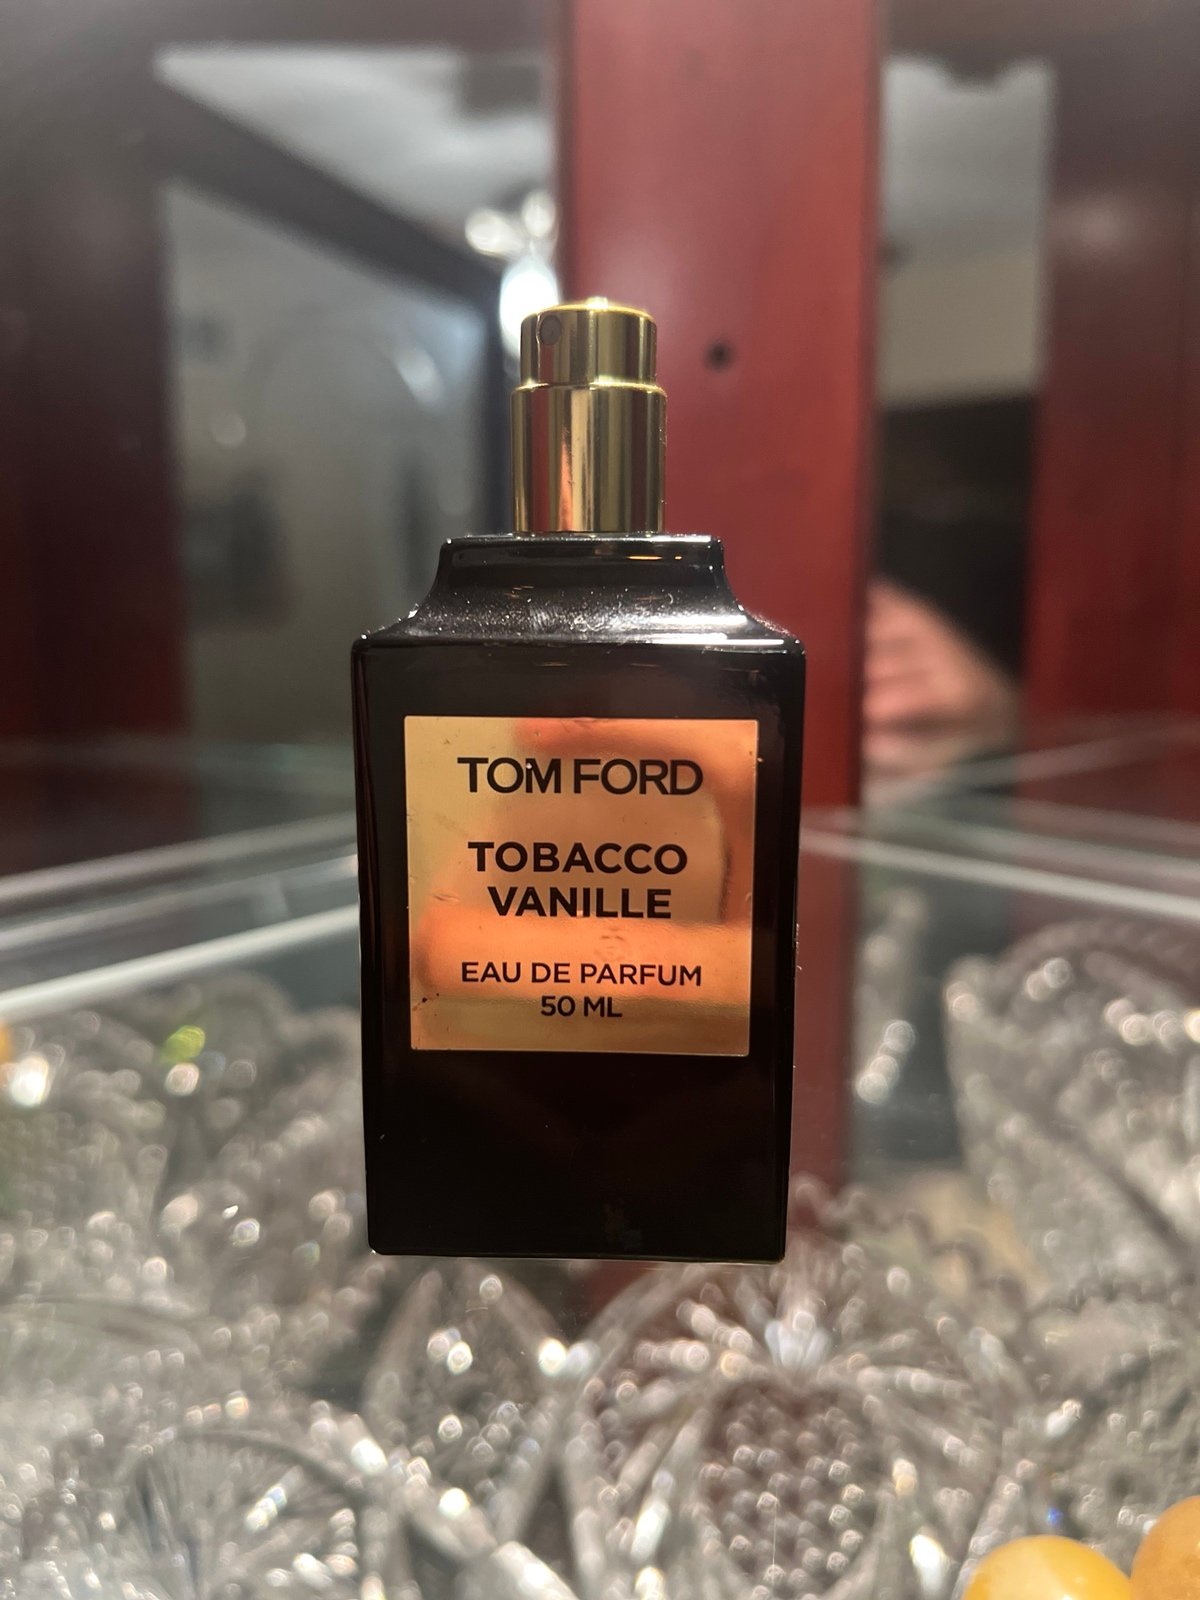 TOM FORD
TOBACCO
VANILLE
EAU DE PARFUM
50 ML